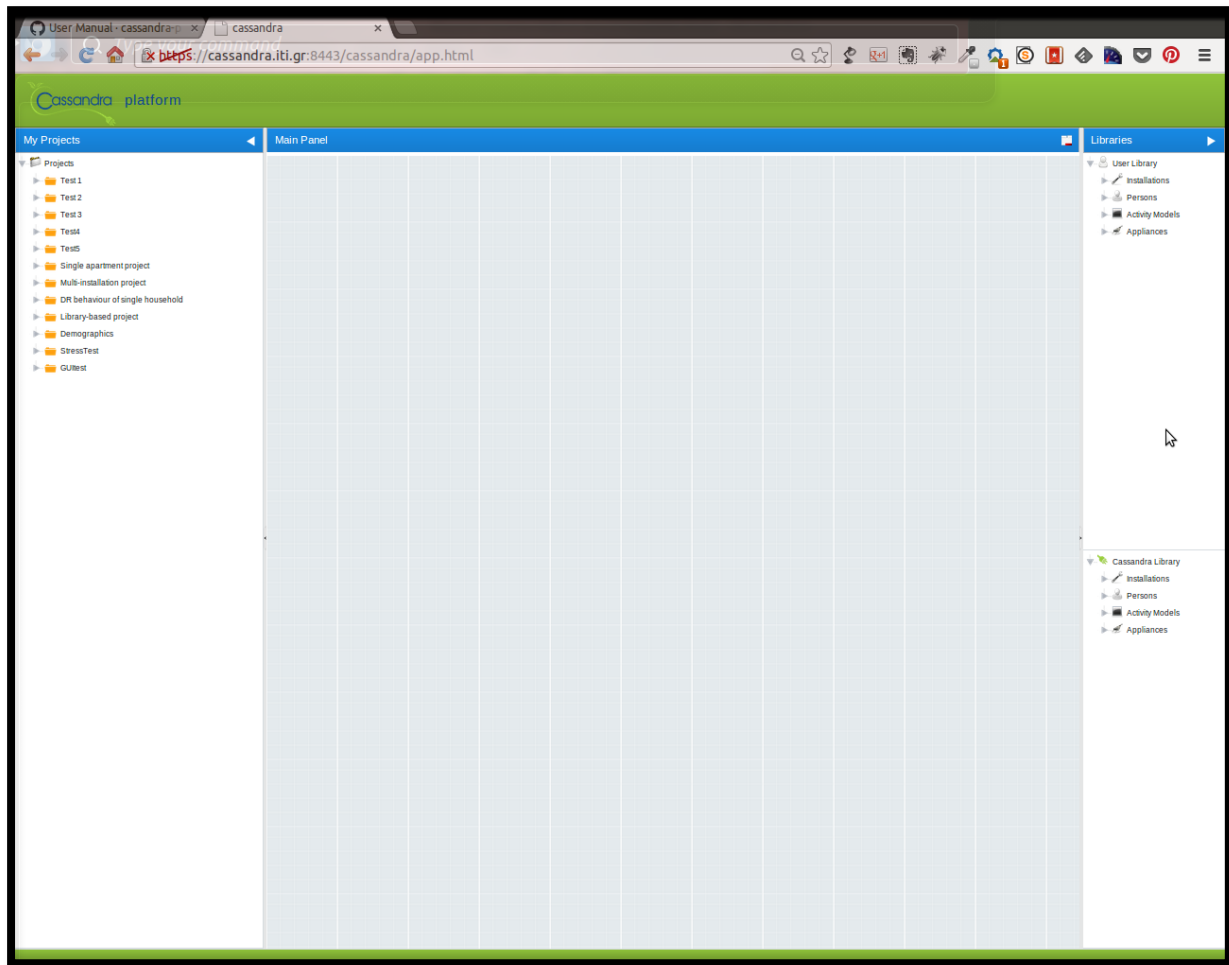 User Manual · cassandra-p
cassandra
Type your command
https://cassandra.iti.gr:8443/cassandra/app.html
Cassandra platform
My Projects
Projects
Test 1
Test 2
Test 3
Test4
Test5
Single apartment project
Multi-installation project
DR behaviour of single household
Library-based project
Demographics
StressTest
GUItest
Main Panel
Libraries
User Library
Installations
Persons
Activity Models
Appliances
Cassandra Library
Installations
Persons
Activity Models
Appliances